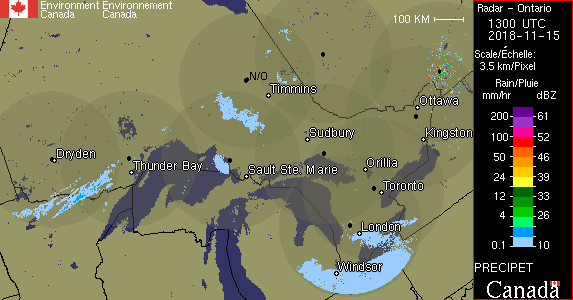 Environment Environnement
Canada Canada
100 KM
N/O
Timmins
Ottawa
Sudbury
Kingston
Dryden
Thunder Bay
Sault Ste. Marie
Orillia
Toronto
London
Windsor
Radar - Ontario
1300 UTC
2018-11-15
Scale/Échelle:
3.5 km/Pixel
Rain/Pluie
mm/hr dBZ
200 61
100 52
50 46
24 39
12 33
4 26
0.1 10
PRECIPET
Canada